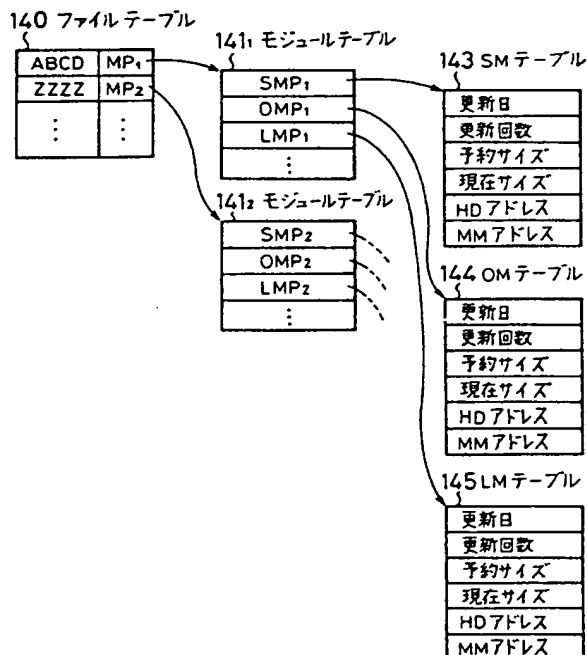 140 ファイルテーブル
ABCD MP₁
ZZZZ MP₂
⋮ ⋮
141₁ モジュールテーブル
SMP₁
OMP₁
LMP₁
⋮
141₂ モジュールテーブル
SMP₂
OMP₂
LMP₂
⋮
143 SMテーブル
更新日
更新回数
予約サイズ
現在サイズ
HDアドレス
MMアドレス
144 OMテーブル
更新日
更新回数
予約サイズ
現在サイズ
HDアドレス
MMアドレス
145 LMテーブル
更新日
更新回数
予約サイズ
現在サイズ
HDアドレス
MMアドレス